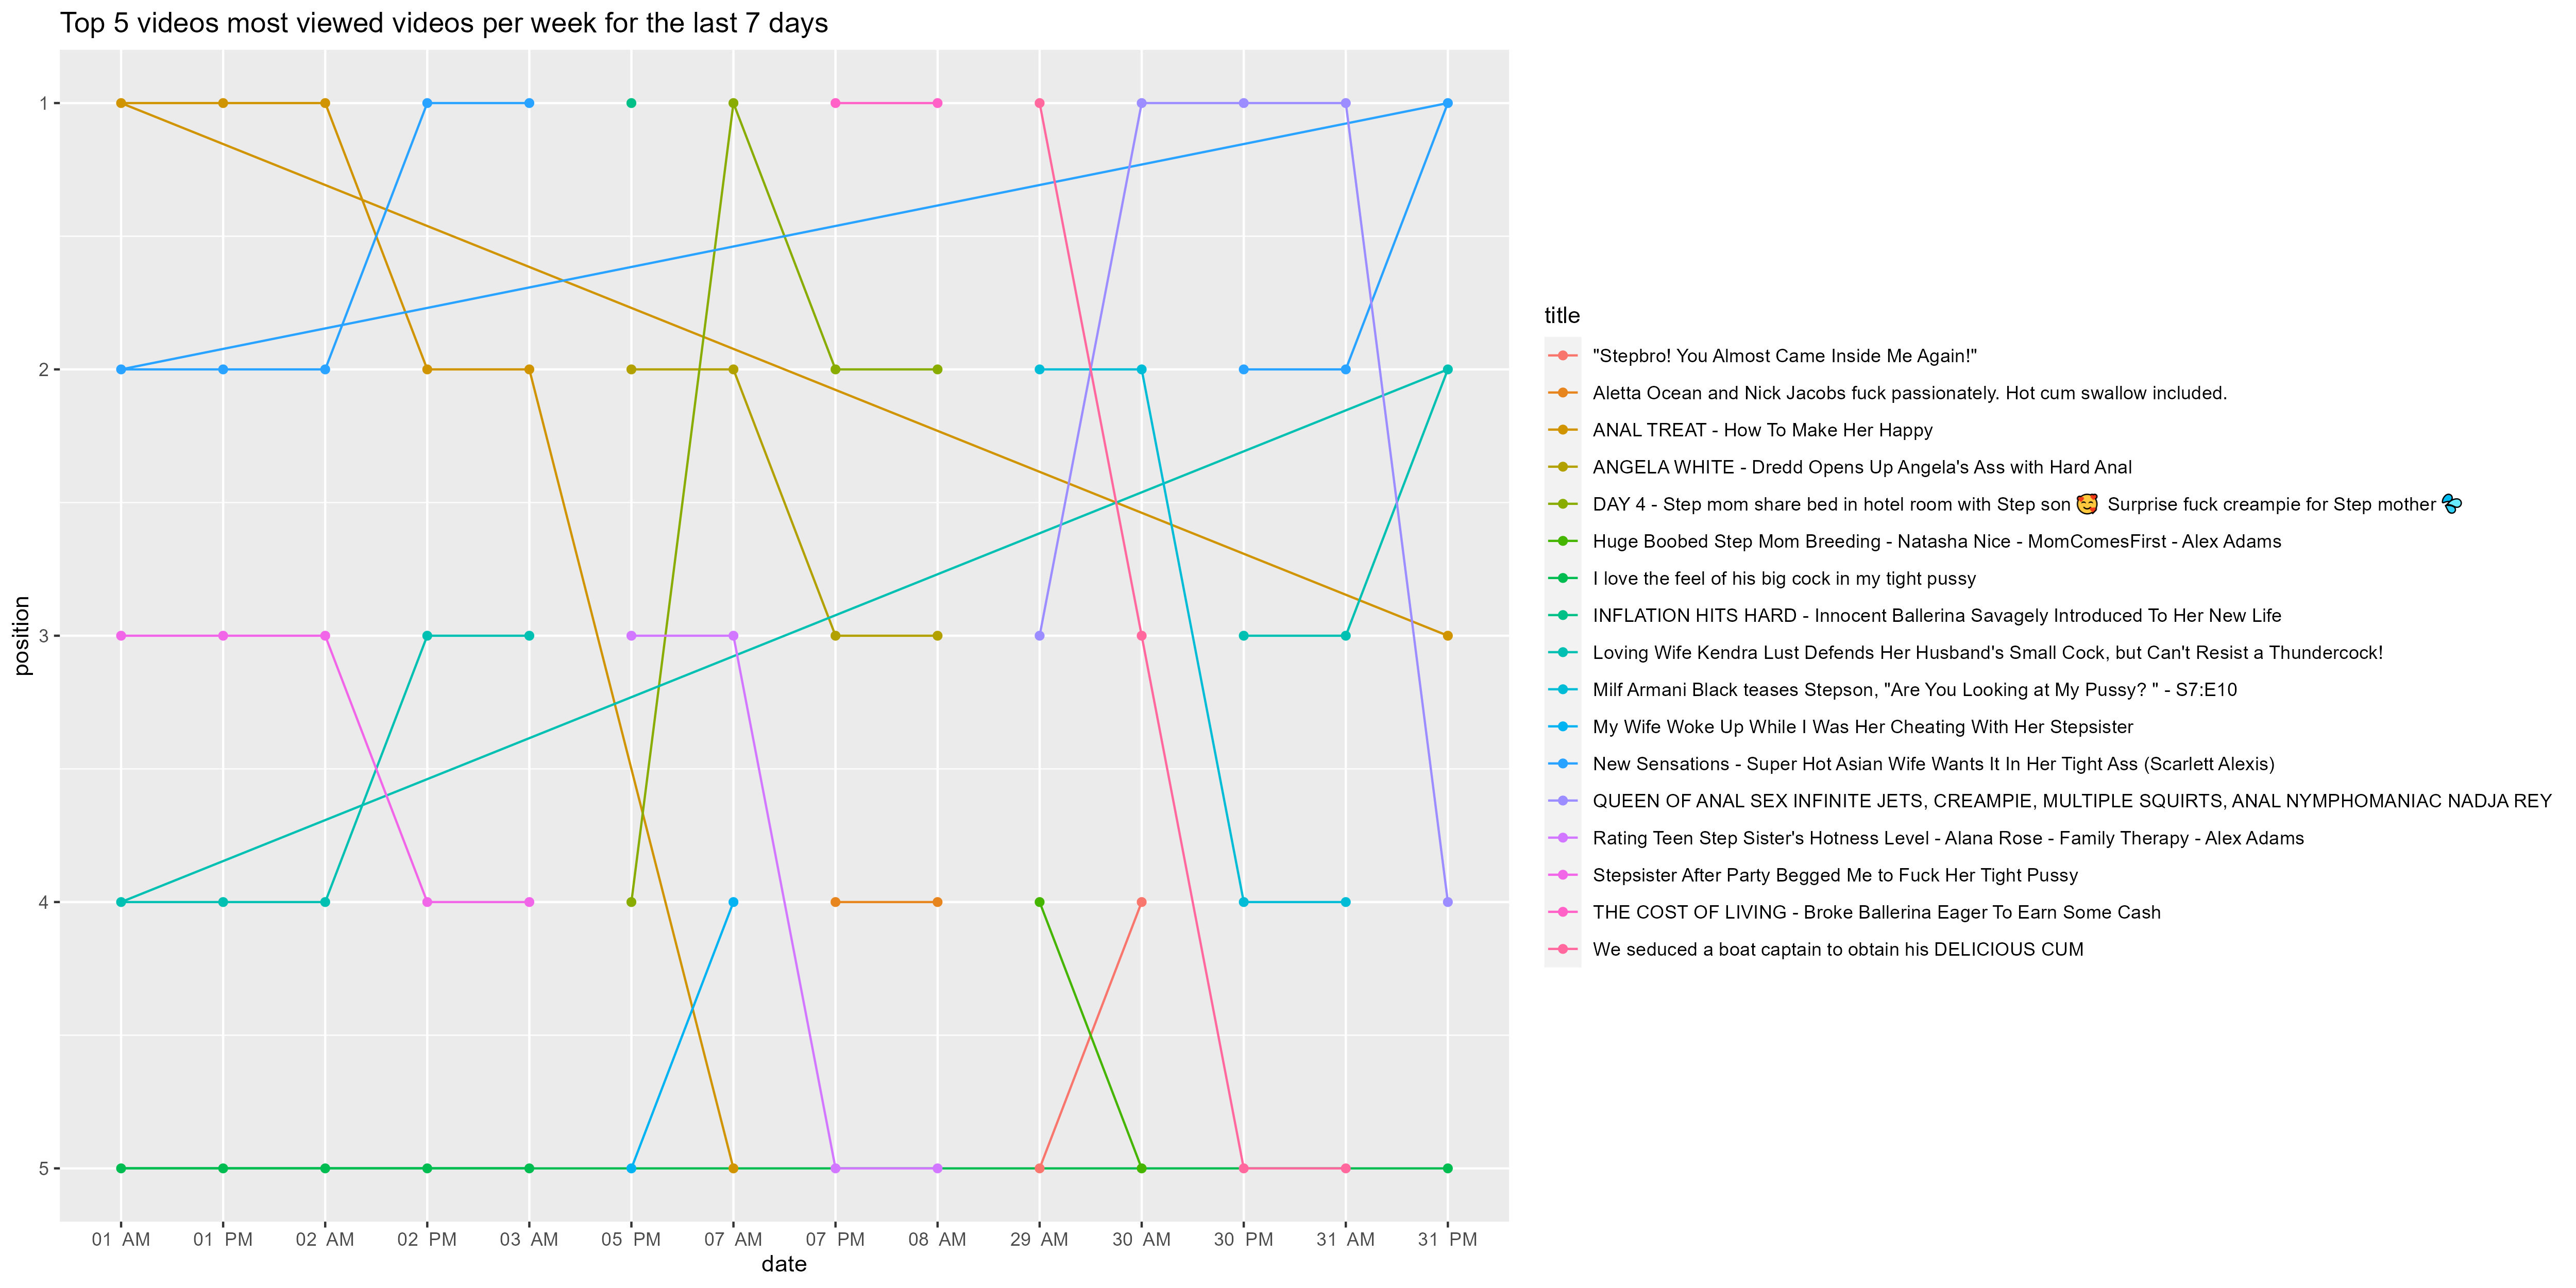 Top 5 videos most viewed videos per week for the last 7 days
position
1
2
3
4
5
01 AM 01 PM 02 AM 02 PM 03 AM 05 PM 07 AM 07 PM 08 AM 29 AM 30 AM 30 PM 31 AM 31 PM
date
title
"Stepbro! You Almost Came Inside Me Again!"
Aletta Ocean and Nick Jacobs fuck passionately. Hot cum swallow included.
ANAL TREAT - How To Make Her Happy
ANGELA WHITE - Dredd Opens Up Angela's Ass with Hard Anal
DAY 4 - Step mom share bed in hotel room with Step son 🥰 Surprise fuck creampie for Step mother 💦
Huge Boobed Step Mom Breeding - Natasha Nice - MomComesFirst - Alex Adams
I love the feel of his big cock in my tight pussy
INFLATION HITS HARD - Innocent Ballerina Savagely Introduced To Her New Life
Loving Wife Kendra Lust Defends Her Husband's Small Cock, but Can't Resist a Thundercock!
Milf Armani Black teases Stepson, "Are You Looking at My Pussy? " - S7:E10
My Wife Woke Up While I Was Her Cheating With Her Stepsister
New Sensations - Super Hot Asian Wife Wants It In Her Tight Ass (Scarlett Alexis)
QUEEN OF ANAL SEX INFINITE JETS, CREAMPIE, MULTIPLE SQUIRTS, ANAL NYMPHOMANIAC NADJA REY
Rating Teen Step Sister's Hotness Level - Alana Rose - Family Therapy - Alex Adams
Stepsister After Party Begged Me to Fuck Her Tight Pussy
THE COST OF LIVING - Broke Ballerina Eager To Earn Some Cash
We seduced a boat captain to obtain his DELICIOUS CUM